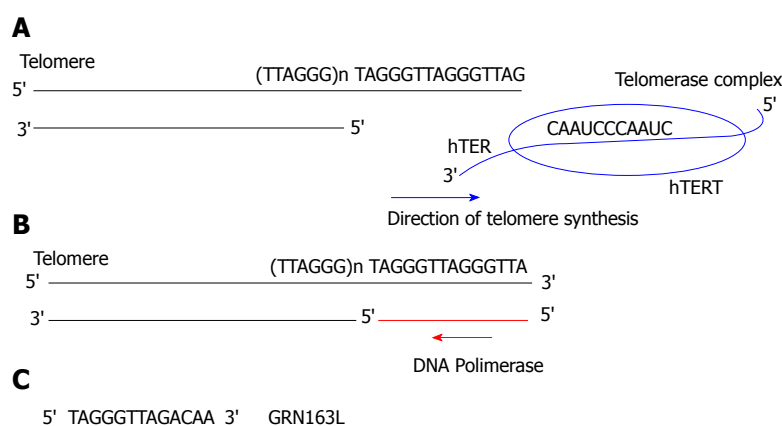 A
Telomere
(TTAGGG)n TAGGGTTAGGGTTAG
5'
Telomerase complex
5'
3'
5'
CAAUCCCAAUC
hTER
3'
hTERT
Direction of telomere synthesis
B
Telomere
(TTAGGG)n TAGGGTTAGGGTTA
5'
3'
3'
5'
5'
DNA Polimerase
C
5' TAGGGTTAGACAA 3' GRN163L